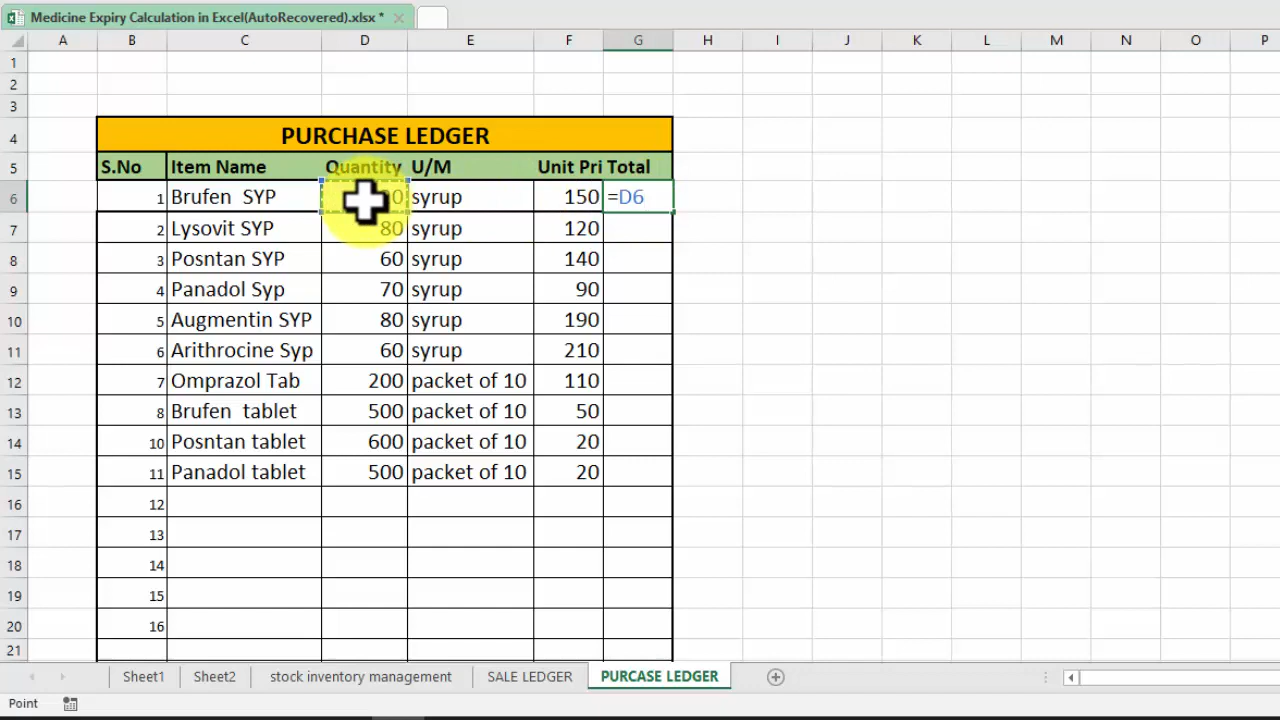 Medicine Expiry Calculation in Excel(AutoRecovered).xlsx *
A B C D E F G H I J K L M N O P
1
2
3
4 PURCHASE LEDGER
5 S.No Item Name Quantity U/M Unit Pri Total
6 1 Brufen SYP syrup 150 =D6
7 2 Lysovit SYP 80 syrup 120
8 3 Posntan SYP 60 syrup 140
9 4 Panadol Syp 70 syrup 90
10 5 Augmentin SYP 80 syrup 190
11 6 Arithrocine Syp 60 syrup 210
12 7 Omprazol Tab 200 packet of 10 110
13 8 Brufen tablet 500 packet of 10 50
14 10 Posntan tablet 600 packet of 10 20
15 11 Panadol tablet 500 packet of 10 20
16 12
17 13
18 14
19 15
20 16
21
Sheet1 Sheet2 stock inventory management SALE LEDGER PURCASE LEDGER
Point